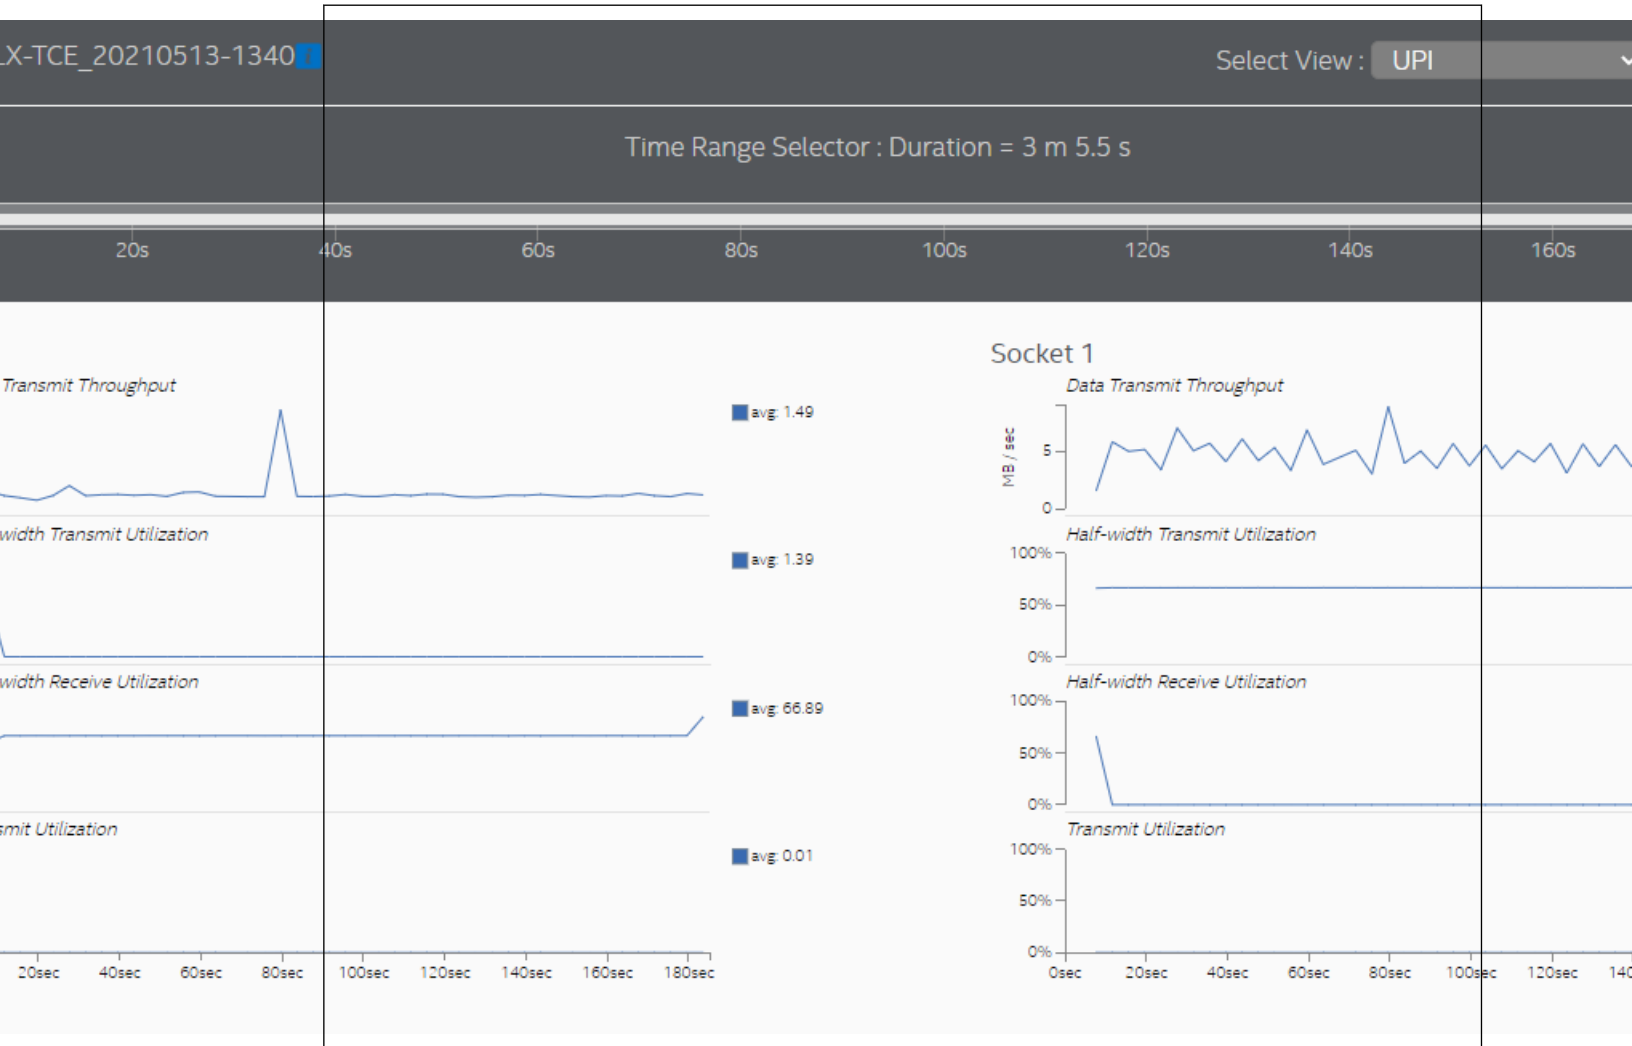 LX-TCE_20210513-1340 i
Select View : UPI
Time Range Selector : Duration = 3 m 5.5 s
20s 40s 60s 80s 100s 120s 140s 160s
Socket 1
Transmit Throughput
avg: 1.49
width Transmit Utilization
avg: 1.39
width Receive Utilization
avg: 66.89
smit Utilization
avg: 0.01
20sec 40sec 60sec 80sec 100sec 120sec 140sec 160sec 180sec
Data Transmit Throughput
MB / sec
5
0
Half-width Transmit Utilization
100%
50%
0%
Half-width Receive Utilization
100%
50%
0%
Transmit Utilization
100%
50%
0%
0sec 20sec 40sec 60sec 80sec 100sec 120sec 140